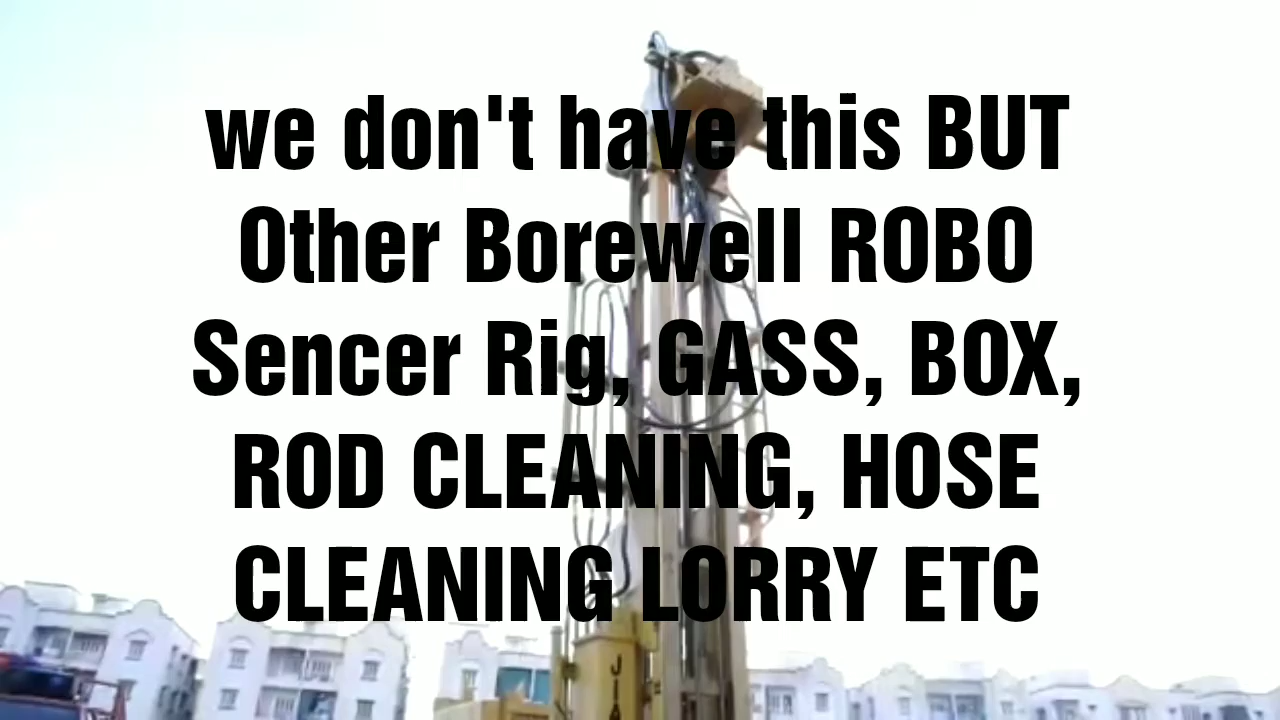 we don't have this BUT
Other Borewell ROBO
Sencer Rig, GASS, BOX,
ROD CLEANING, HOSE
CLEANING LORRY ETC